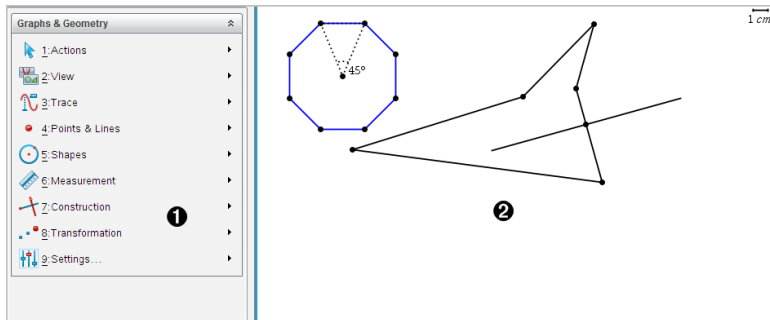 Graphs & Geometry
1:Actions
2:View
3:Trace
4:Points & Lines
5:Shapes
6:Measurement
7:Construction
8:Transformation
9:Settings...
❶
45°
1 cm
❷